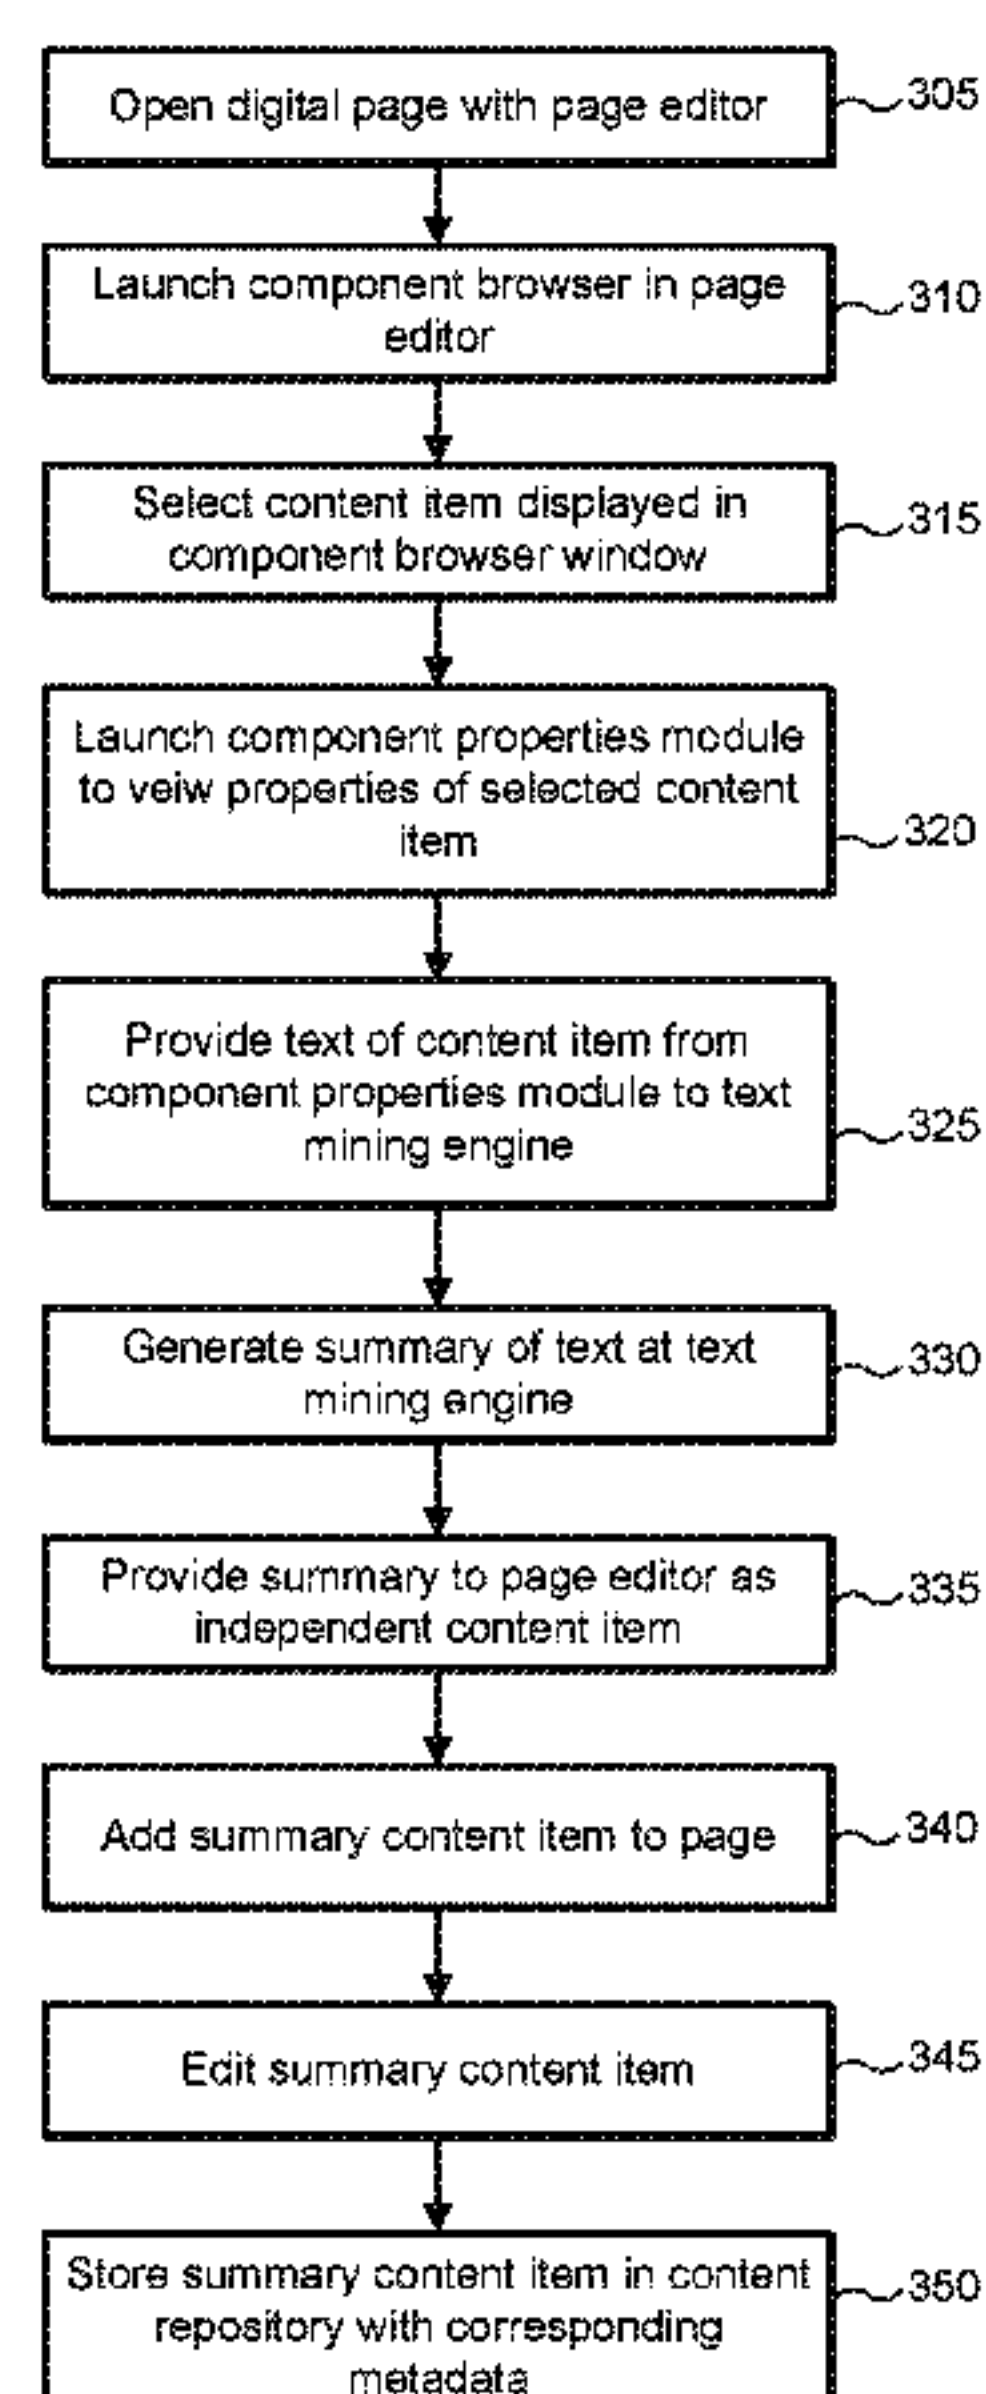 Open digital page with page editor
305
Launch component browser in page
editor
310
Select content item displayed in
component browser window
315
Launch component properties module
to veiw properties of selected content
item
320
Provide text of content item from
component properties module to text
mining engine
325
Generate summary of text at text
mining engine
330
Provide summary to page editor as
independent content item
335
Add summary content item to page
340
Edit summary content item
345
Store summary content item in content
repository with corresponding
metadata
350